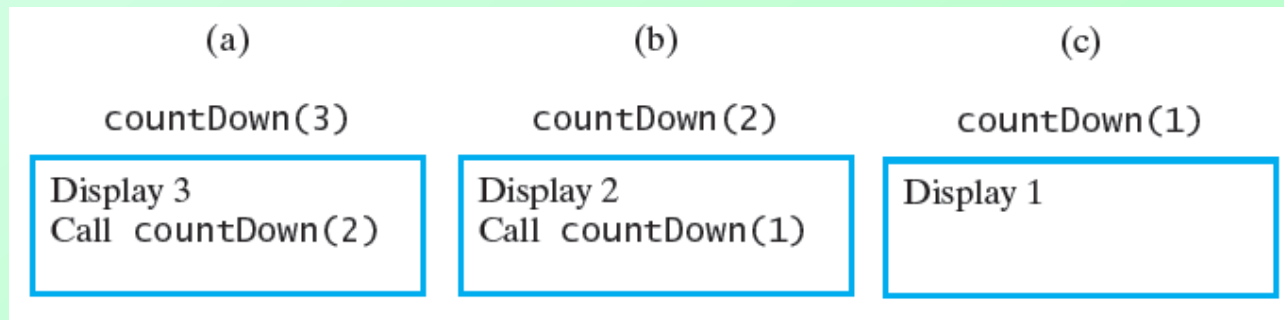 (a)
countDown(3)
Display 3
Call countDown(2)
(b)
countDown(2)
Display 2
Call countDown(1)
(c)
countDown(1)
Display 1